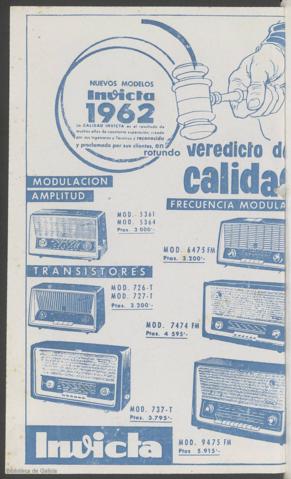 NUEVOS MODELOS
Invicta
1962
La CALIDAD INVICTA es el resultado de
muchos años de constante superación, creada
por sus Ingenieros y Técnicos y reconocida
y proclamada por sus clientes, en
rotundo veredicto de
calida
MODULACION
AMPLITUD
MOD. 5361
MOD. 5364
Ptas. 3 000'-
FRECUENCIA MODULA
MOD. 6475 FM
Ptas. 3.200'-
TRANSISTORES
MOD. 726-T
MOD. 727-T
Ptas. 3 200'-
MOD. 7474 FM
Ptas. 4 595'-
MOD. 737-T
Ptas. 3.795'-
Invicta
MOD. 9475 FM
Ptas. 5.915'-
Biblioteca de Galicia